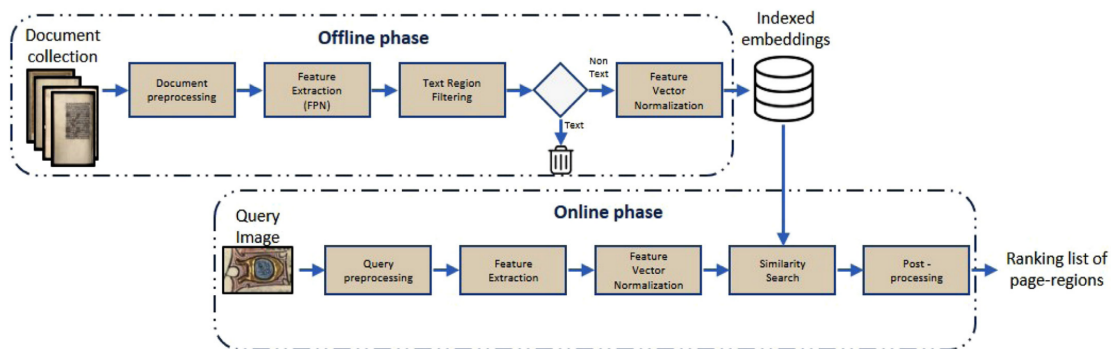 Document
collection
Offline phase
Indexed
embeddings
Document
preprocessing
Feature
Extraction
(FPN)
Text Region
Filtering
Non
Text
Text
Feature
Vector
Normalization
Online phase
Query
Image
Query
preprocessing
Feature
Extraction
Feature
Vector
Normalization
Similarity
Search
Post -
processing
Ranking list of
page-regions